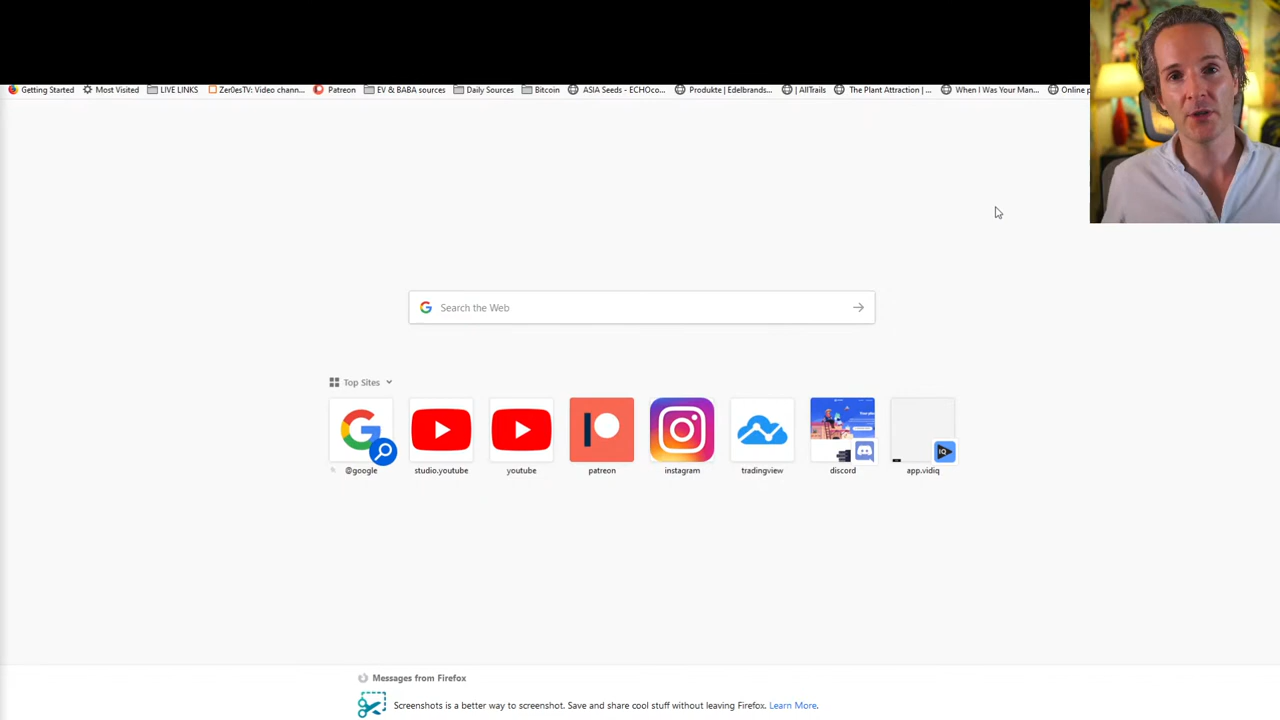 Getting Started Most Visited LIVE LINKS Zer0esTV: Video chann... Patreon EV & BABA sources Daily Sources Bitcoin ASIA Seeds - ECHOco... Produkte | Edelbrands... | AllTrails The Plant Attraction | ... When I Was Your Man... Online p
Search the Web
Top Sites
@google studio.youtube youtube patreon instagram tradingview discord app.vidiq
IQ
Messages from Firefox
Screenshots is a better way to screenshot. Save and share cool stuff without leaving Firefox. Learn More.